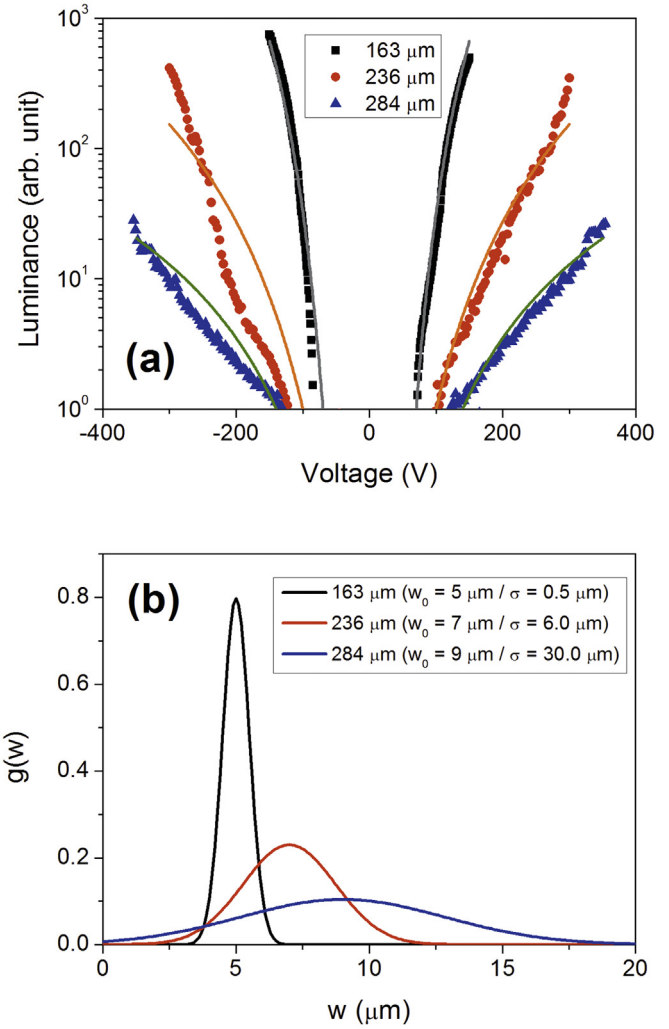 10³
10²
10¹
10⁰
Luminance (arb. unit)
163 μm
236 μm
284 μm
(a)
-400 -200 0 200 400
Voltage (V)
0.8
0.6
0.4
0.2
0.0
g(w)
(b)
163 μm (w₀ = 5 μm / σ = 0.5 μm)
236 μm (w₀ = 7 μm / σ = 6.0 μm)
284 μm (w₀ = 9 μm / σ = 30.0 μm)
0 5 10 15 20
w (μm)